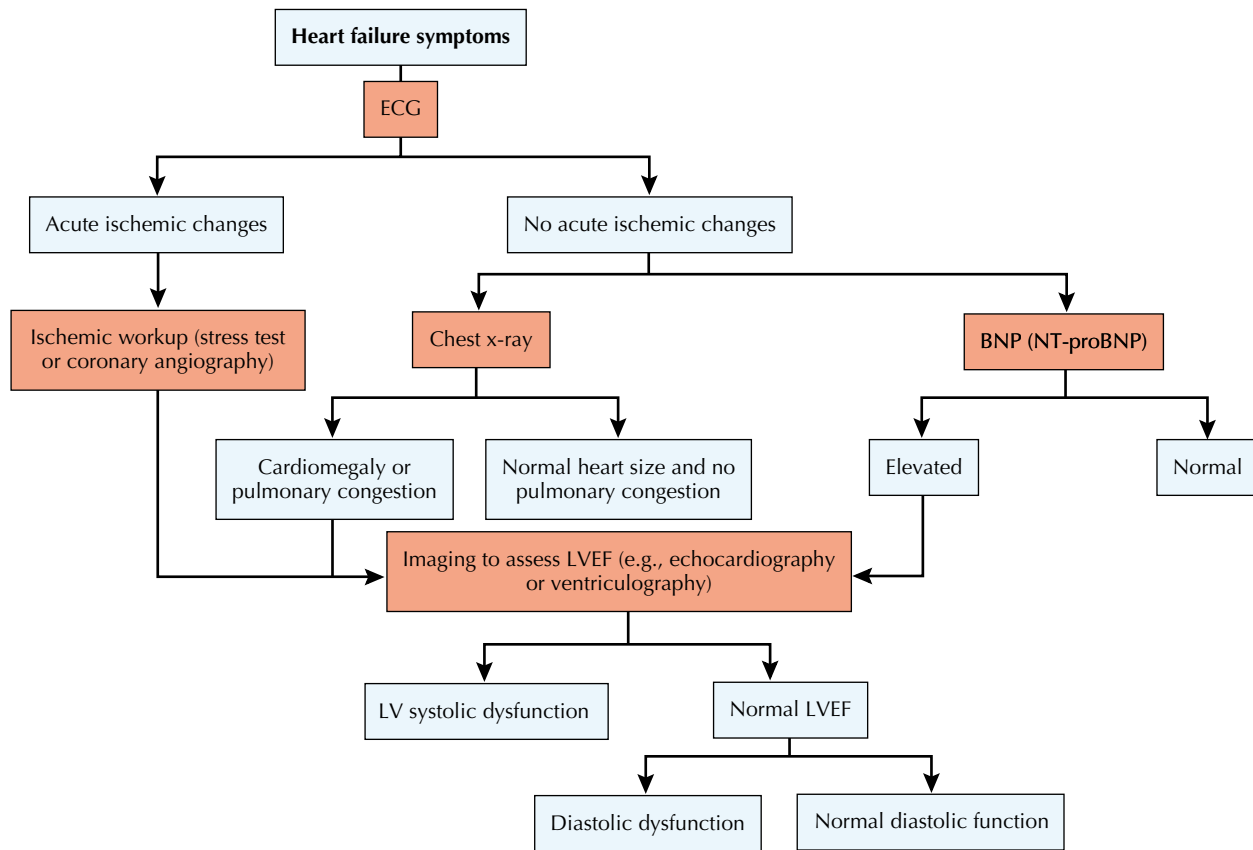 Heart failure symptoms
ECG
Acute ischemic changes
No acute ischemic changes
Ischemic workup (stress test
or coronary angiography)
Chest x-ray
BNP (NT-proBNP)
Cardiomegaly or
pulmonary congestion
Normal heart size and no
pulmonary congestion
Elevated
Normal
Imaging to assess LVEF (e.g., echocardiography
or ventriculography)
LV systolic dysfunction
Normal LVEF
Diastolic dysfunction
Normal diastolic function